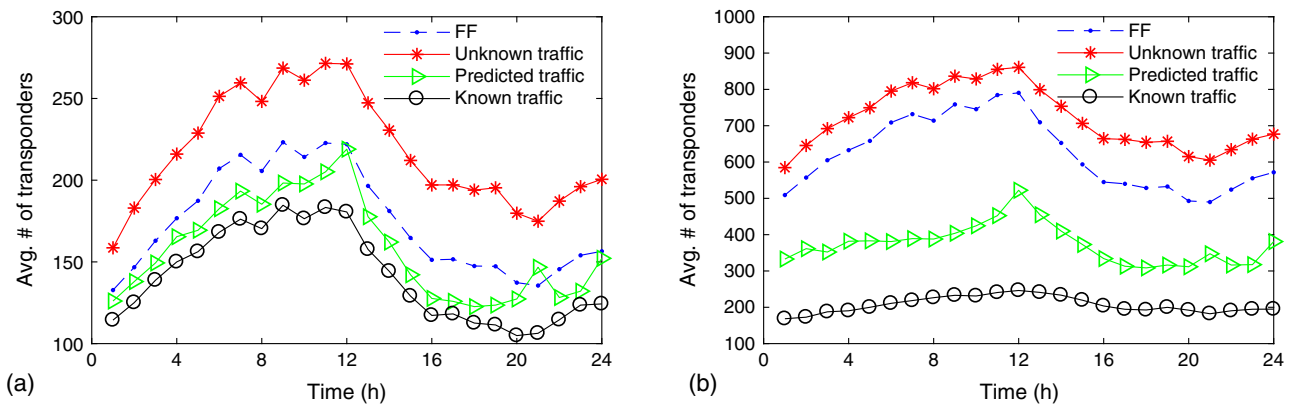 300
250
200
150
100
Avg. # of transponders
FF
Unknown traffic
Predicted traffic
Known traffic
0 4 8 12 16 20 24
Time (h)
(a)
1000
900
800
700
600
500
400
300
200
100
Avg. # of transponders
FF
Unknown traffic
Predicted traffic
Known traffic
0 4 8 12 16 20 24
Time (h)
(b)